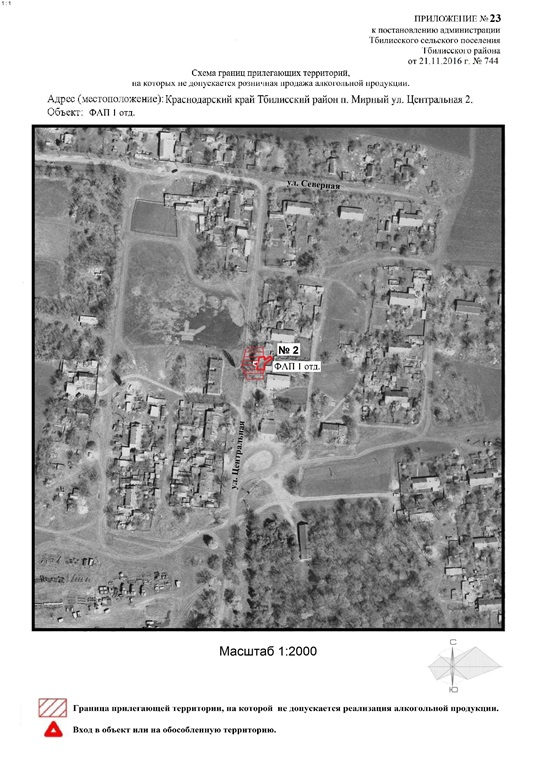 1:1
ПРИЛОЖЕНИЕ № 23
к постановлению администрации
Тбилисского сельского поселения
Тбилисского района
от 21.11.2016 г. № 744
Схема границ прилегающих территорий,
на которых не допускается розничная продажа алкогольной продукции.
Адрес (местоположение): Краснодарский край Тбилисский район п. Мирный ул. Центральная 2.
Объект: ФАП 1 отд.
ул. Северная
№ 2
ФАП 1 отд.
ул. Центральная
Масштаб 1:2000
С
Ю
Граница прилегающей территории, на которой не допускается реализация алкогольной продукции.
Вход в объект или на обособленную территорию.